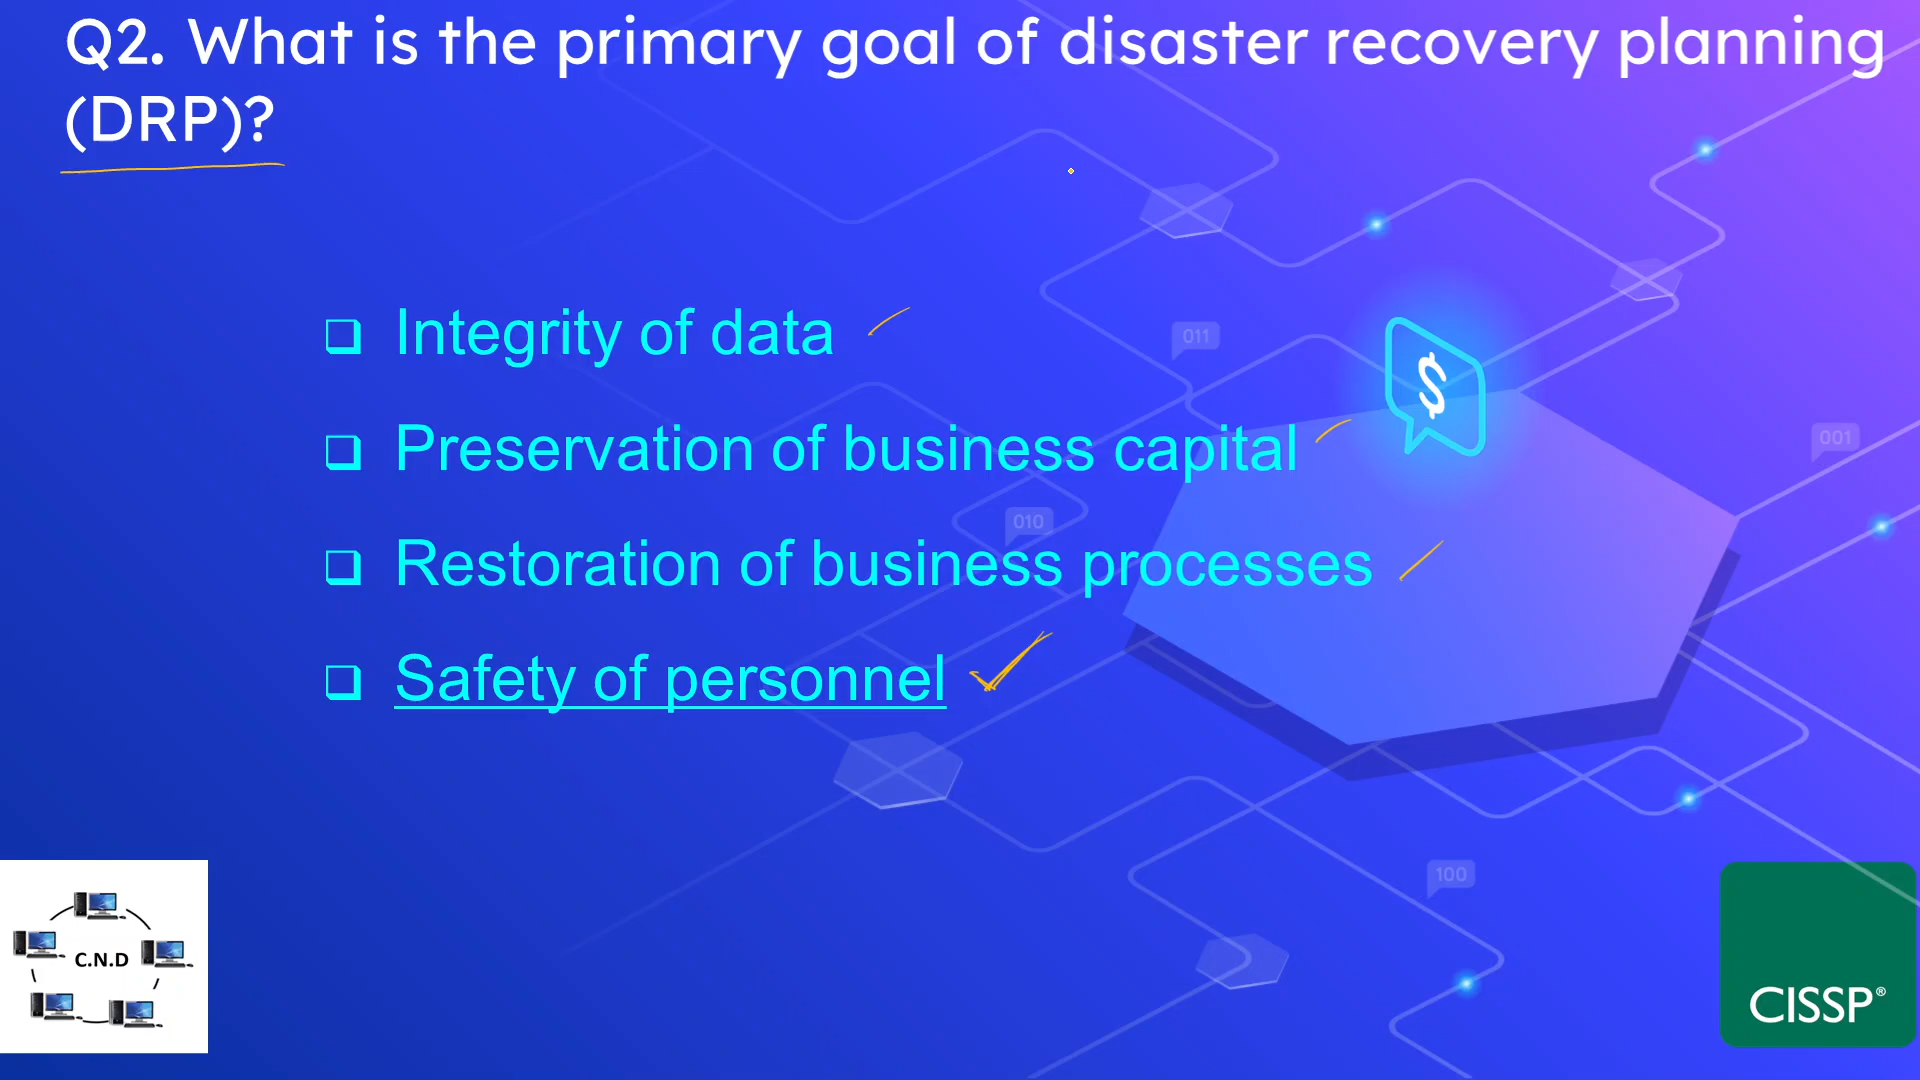 Q2. What is the primary goal of disaster recovery planning
(DRP)?
011
Integrity of data
$
Preservation of business capital
001
010
Restoration of business processes
Safety of personnel
100
C.N.D
CISSP®